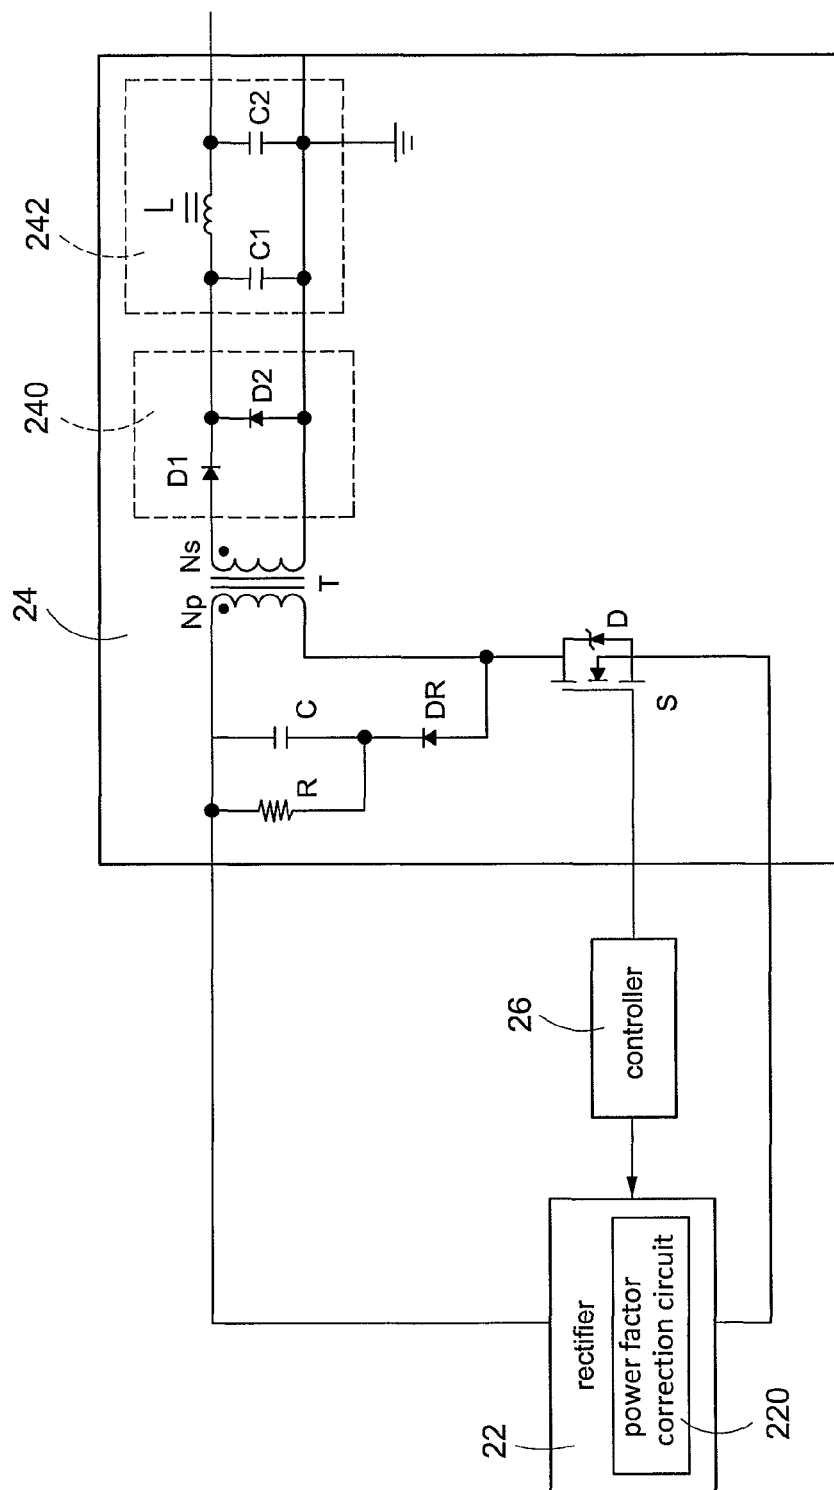 22
rectifier
power factor
correction circuit
220
26
controller
24
R
C
DR
Np
Ns
T
S
D
240
D1
D2
242
L
C1
C2